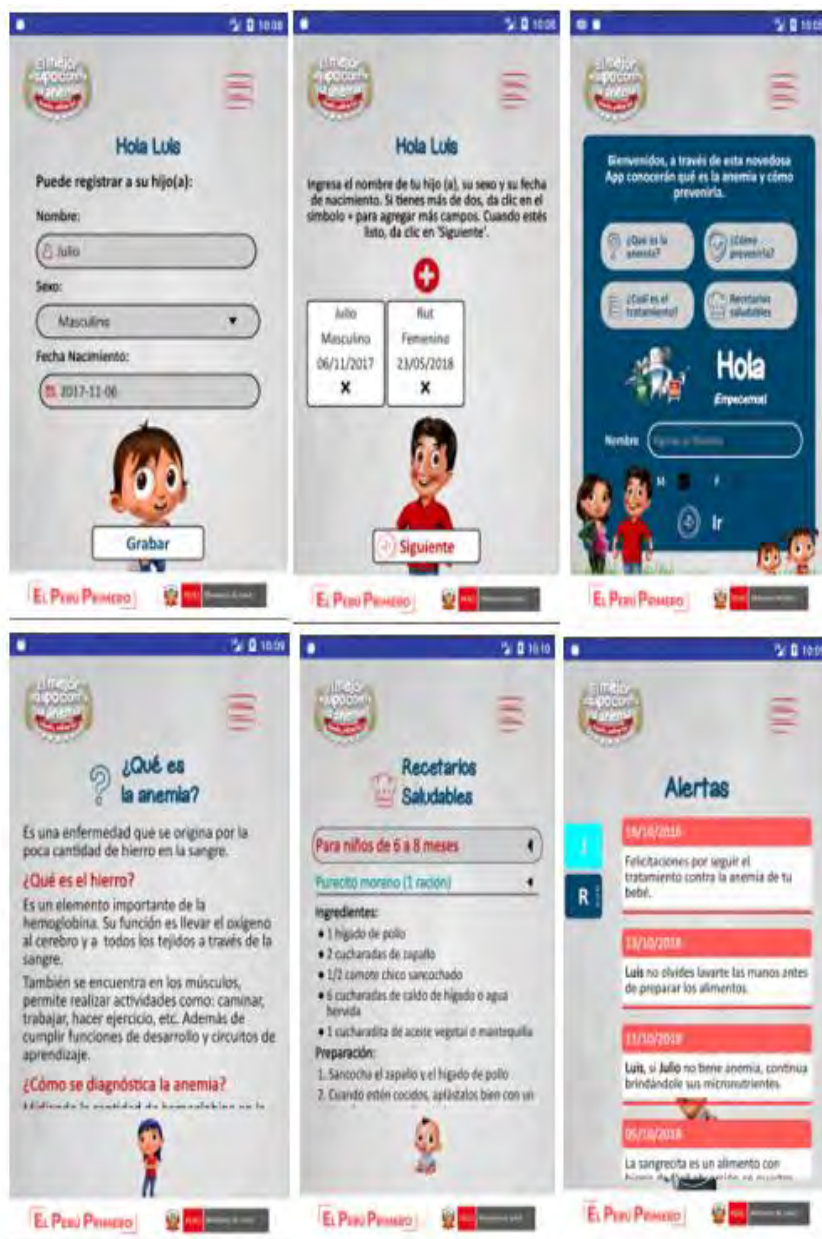 10:08
Hola Luis
Puede registrar a su hijo(a):
Nombre:
Julio
Sexo:
Masculino
Fecha Nacimiento:
2017-11-06
Grabar
EL PERÚ PRIMERO
PERÚ
10:08
Hola Luis
Ingresa el nombre de tu hijo (a), su sexo y su fecha
de nacimiento. Si tienes más de dos, da clic en el
símbolo + para agregar más campos. Cuando estés
listo, da clic en 'Siguiente'.
Julio
Masculino
06/11/2017
Rut
Femenino
23/05/2018
Siguiente
EL PERÚ PRIMERO
Bienvenidos, a través de esta novedosa
App conocerán qué es la anemia y cómo
prevenirla.
¿Qué es la
anemia?
¿Cómo
prevenirla?
¿Cuál es el
tratamiento?
Recetarios
saludables
Hola
¡Empecemos!
Nombre
M
F
Ir
EL PERÚ PRIMERO
10:09
¿Qué es
la anemia?
Es una enfermedad que se origina por la
poca cantidad de hierro en la sangre.
¿Qué es el hierro?
Es un elemento importante de la
hemoglobina. Su función es llevar el oxígeno
al cerebro y a todos los tejidos a través de la
sangre.
También se encuentra en los músculos,
permite realizar actividades como: caminar,
trabajar, hacer ejercicio, etc. Además de
cumplir funciones de desarrollo y circuitos de
aprendizaje.
¿Cómo se diagnóstica la anemia?
EL PERÚ PRIMERO
PERÚ
10:10
Recetarios
Saludables
Para niños de 6 a 8 meses
Purecito moreno (1 ración)
Ingredientes:
• 1 hígado de pollo
• 2 cucharadas de zapallo
• 1/2 camote chico sancochado
• 6 cucharadas de caldo de hígado o agua
hervida
• 1 cucharadita de aceite vegetal o mantequilla
Preparación:
1. Sancocha el zapallo y el hígado de pollo
2. Cuando estén cocidos, aplástalos bien con un
EL PERÚ PRIMERO
Alertas
J
R
Felicitaciones por seguir el
tratamiento contra la anemia de tu
bebé.
13/10/2018
Luis no olvides lavarte las manos antes
de preparar los alimentos.
11/10/2018
Luis, si Julio no tiene anemia, continúa
brindándole sus micronutrientes.
05/10/2018
La sangrecita es un alimento con
EL PERÚ PRIMERO